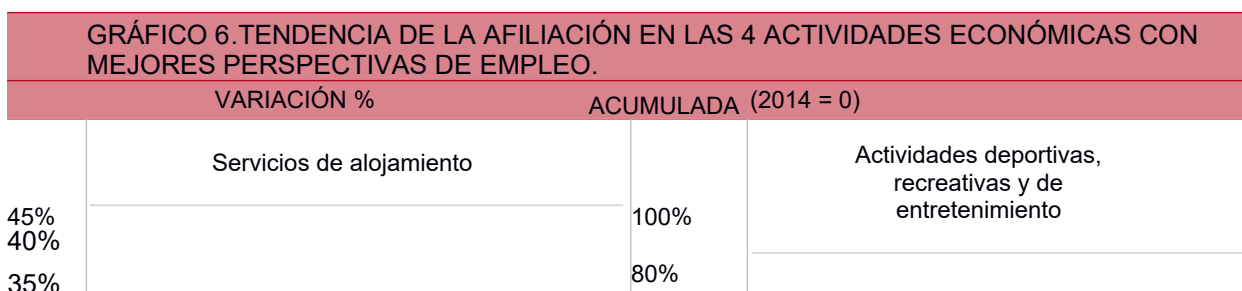 GRÁFICO 6.TENDENCIA DE LA AFILIACIÓN EN LAS 4 ACTIVIDADES ECONÓMICAS CON
MEJORES PERSPECTIVAS DE EMPLEO.
VARIACIÓN % ACUMULADA (2014 = 0)
Servicios de alojamiento
45%
40%
35%
Actividades deportivas,
recreativas y de
entretenimiento
100%
80%